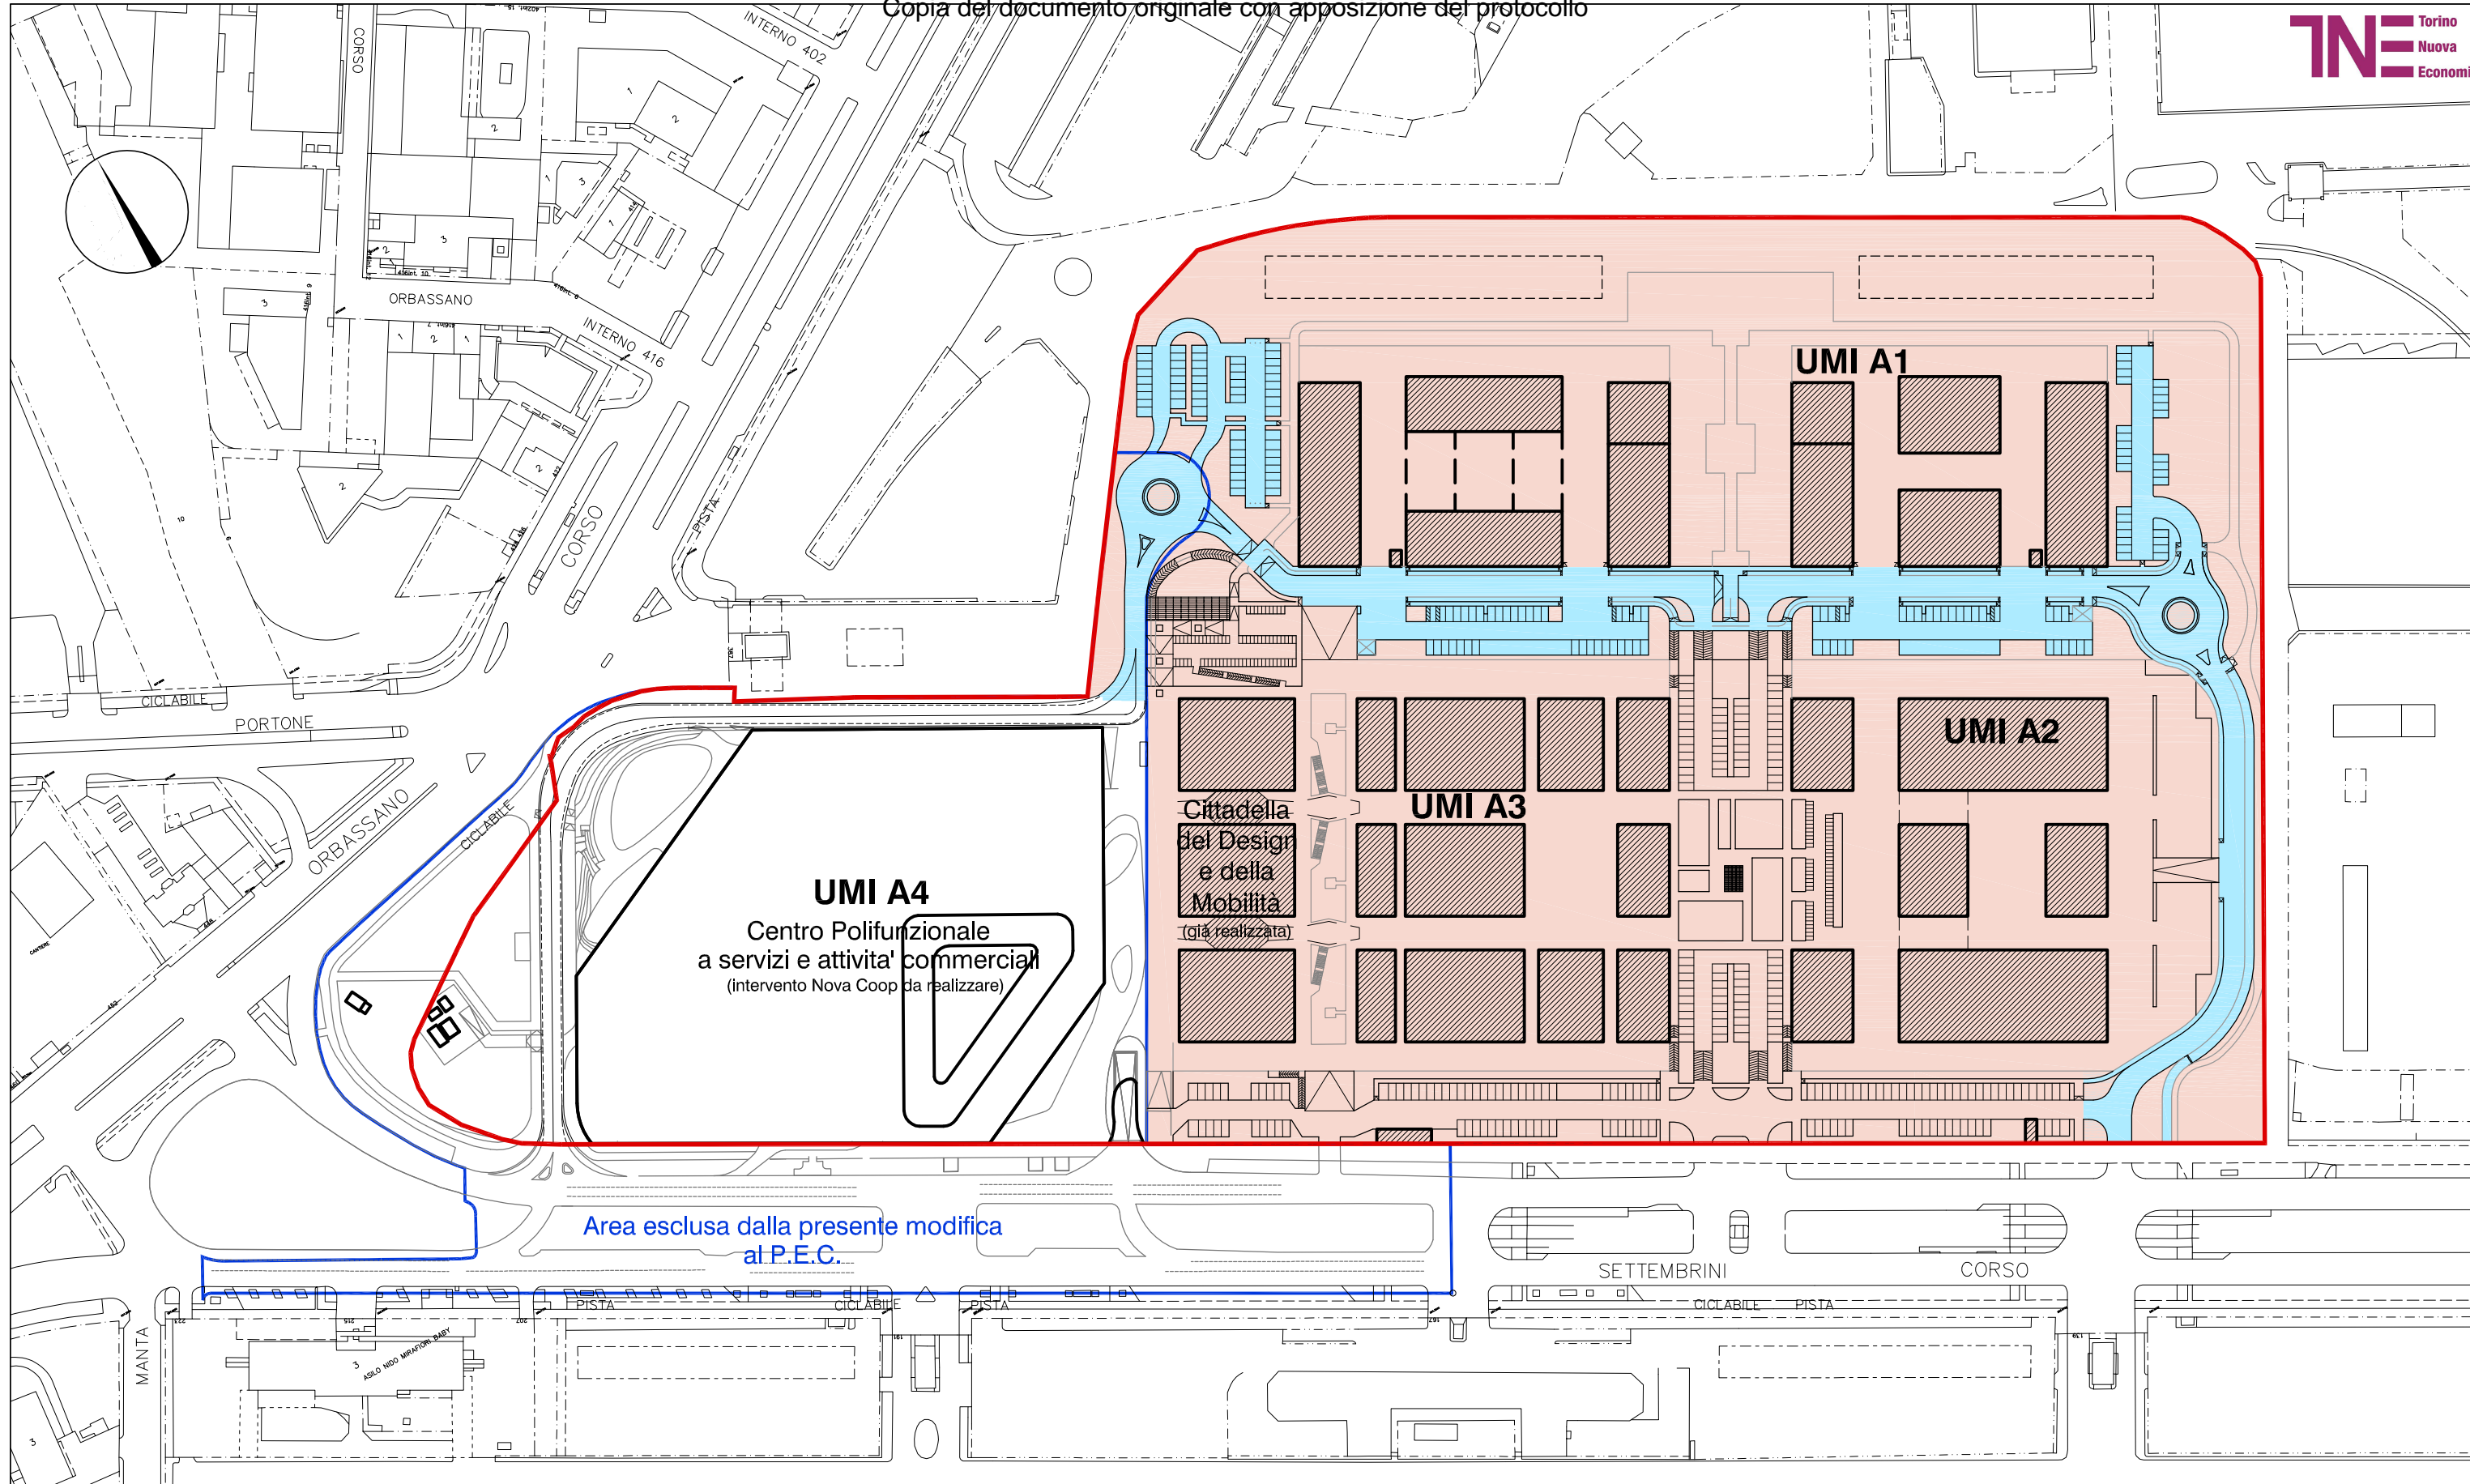 Copia del documento originale con apposizione del protocollo
Torino
Nuova
Economi
INTERNO 402
CORSO
ORBASSANO
INTERNO 416
CORSO
PISTA
CICLABILE
PORTONE
ORBASSANO
CICLABILE
CANTIERE
UMI A1
UMI A2
UMI A3
Cittadella
del Design
e della
Mobilità
(già realizzata)
UMI A4
Centro Polifunzionale
a servizi e attivita' commerciali
(intervento Nova Coop da realizzare)
Area esclusa dalla presente modifica
al P.E.C.
SETTEMBRINI
CORSO
PISTA
CICLABILE
PISTA
CICLABILE
PISTA
MANTA
ASILO NIDO MIRAFIORI BABY